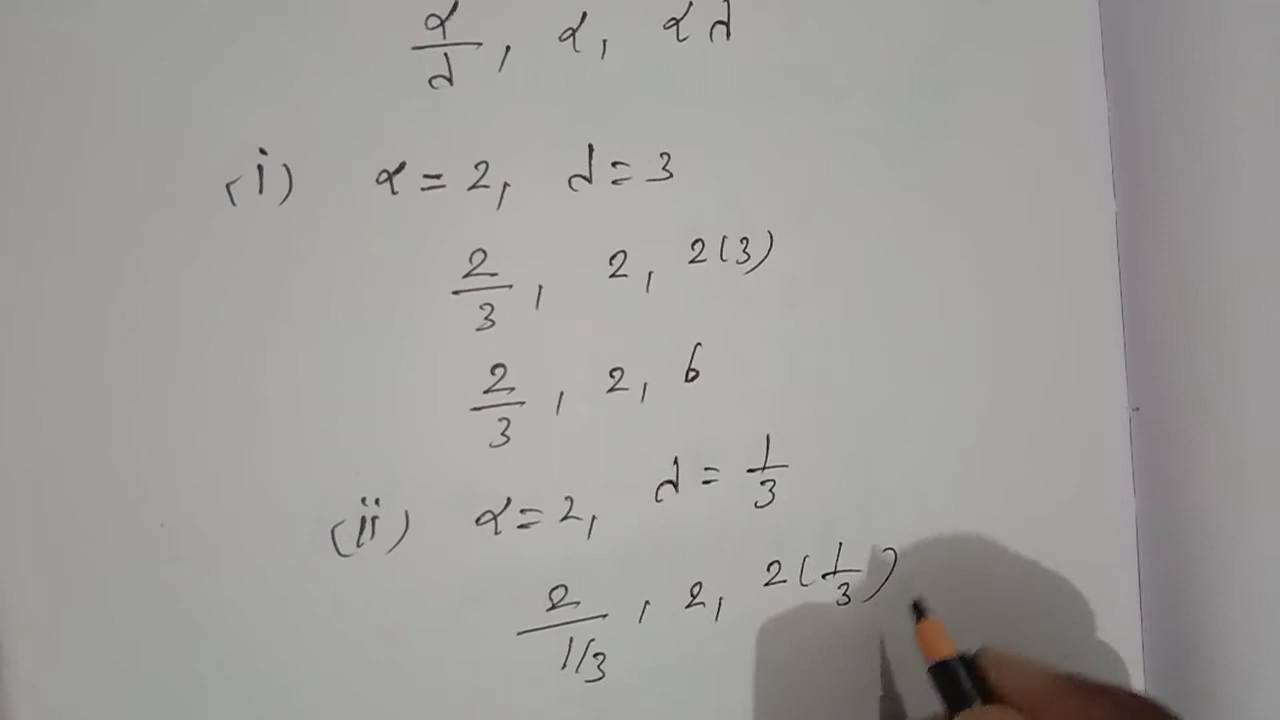 α/d, α, αd
(i) α = 2, d = 3
2/3, 2, 2(3)
2/3, 2, 6
(ii) α = 2, d = 1/3
2/1/3, 2, 2(1/3)